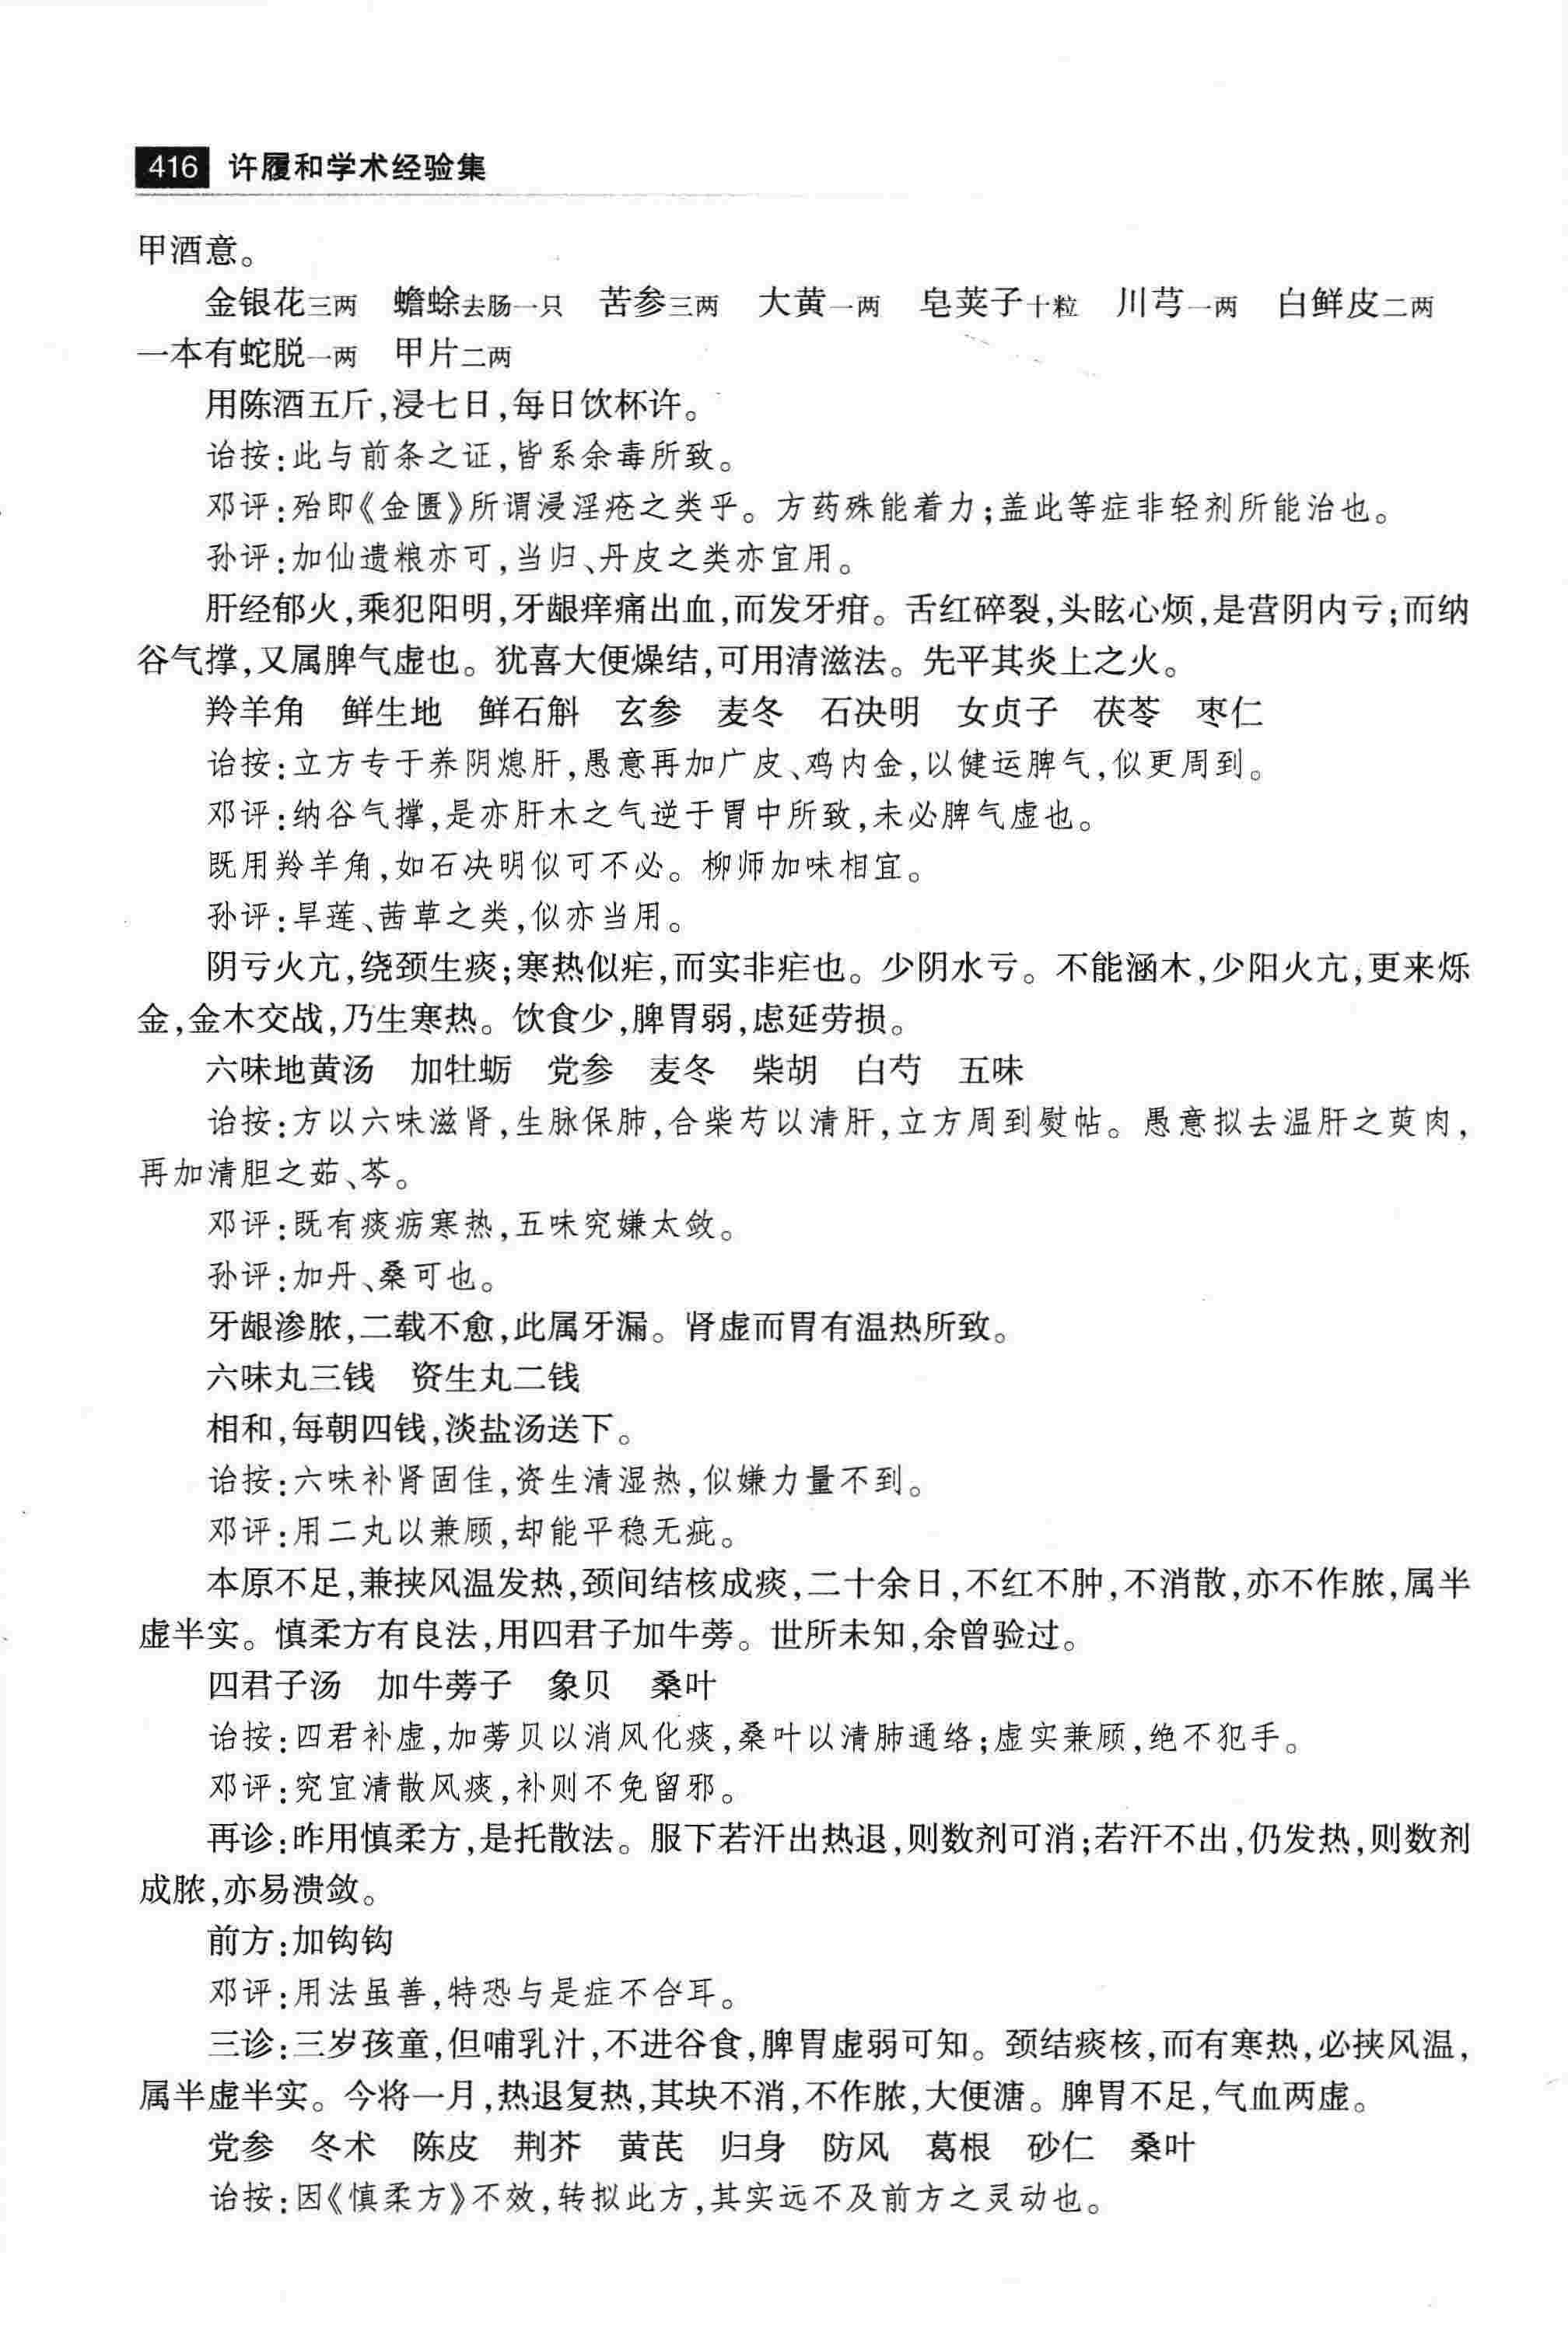 416 许履和学术经验集
甲酒意。
金银花三两 蟾蜍去肠一只 苦参三两 大黄一两 皂荚子十粒 川芎一两 白鲜皮二两
一本有蛇脱一两 甲片二两
用陈酒五斤,浸七日,每日饮杯许。
诒按:此与前条之证,皆系余毒所致。
邓评:殆即《金匮》所谓浸淫疮之类乎。方药殊能着力;盖此等症非轻剂所能治也。
孙评:加仙遗粮亦可,当归、丹皮之类亦宜用。
肝经郁火,乘犯阳明,牙龈痒痛出血,而发牙疳。舌红碎裂,头眩心烦,是营阴内亏;而纳
谷气撑,又属脾气虚也。犹喜大便燥结,可用清滋法。先平其炎上之火。
羚羊角 鲜生地 鲜石斛 玄参 麦冬 石决明 女贞子 茯苓 枣仁
诒按:立方专于养阴熄肝,愚意再加广皮、鸡内金,以健运脾气,似更周到。
邓评:纳谷气撑,是亦肝木之气逆于胃中所致,未必脾气虚也。
既用羚羊角,如石决明似可不必。柳师加味相宜。
孙评:旱莲、茜草之类,似亦当用。
阴亏火亢,绕颈生痰;寒热似疟,而实非疟也。少阴水亏。不能涵木,少阳火亢,更来烁
金,金木交战,乃生寒热。饮食少,脾胃弱,虑延劳损。
六味地黄汤 加牡蛎 党参 麦冬 柴胡 白芍 五味
诒按:方以六味滋肾,生脉保肺,合柴芍以清肝,立方周到熨帖。愚意拟去温肝之萸肉,
再加清胆之茹、芩。
邓评:既有痰疬寒热,五味究嫌太敛。
孙评:加丹、桑可也。
牙龈渗脓,二载不愈,此属牙漏。肾虚而胃有温热所致。
六味丸三钱 资生丸二钱
相和,每朝四钱,淡盐汤送下。
诒按:六味补肾固佳,资生清湿热,似嫌力量不到。
邓评:用二丸以兼顾,却能平稳无疵。
本原不足,兼挟风温发热,颈间结核成痰,二十余日,不红不肿,不消散,亦不作脓,属半
虚半实。慎柔方有良法,用四君子加牛蒡。世所未知,余曾验过。
四君子汤 加牛蒡子 象贝 桑叶
诒按:四君补虚,加蒡贝以消风化痰,桑叶以清肺通络;虚实兼顾,绝不犯手。
邓评:究宜清散风痰,补则不免留邪。
再诊:昨用慎柔方,是托散法。服下若汗出热退,则数剂可消;若汗不出,仍发热,则数剂
成脓,亦易溃敛。
前方:加钩钩
邓评:用法虽善,特恐与是症不合耳。
三诊:三岁孩童,但哺乳汁,不进谷食,脾胃虚弱可知。颈结痰核,而有寒热,必挟风温,
属半虚半实。今将一月,热退复热,其块不消,不作脓,大便溏。脾胃不足,气血两虚。
党参 冬术 陈皮 荆芥 黄芪 归身 防风 葛根 砂仁 桑叶
诒按:因《慎柔方》不效,转拟此方,其实远不及前方之灵动也。